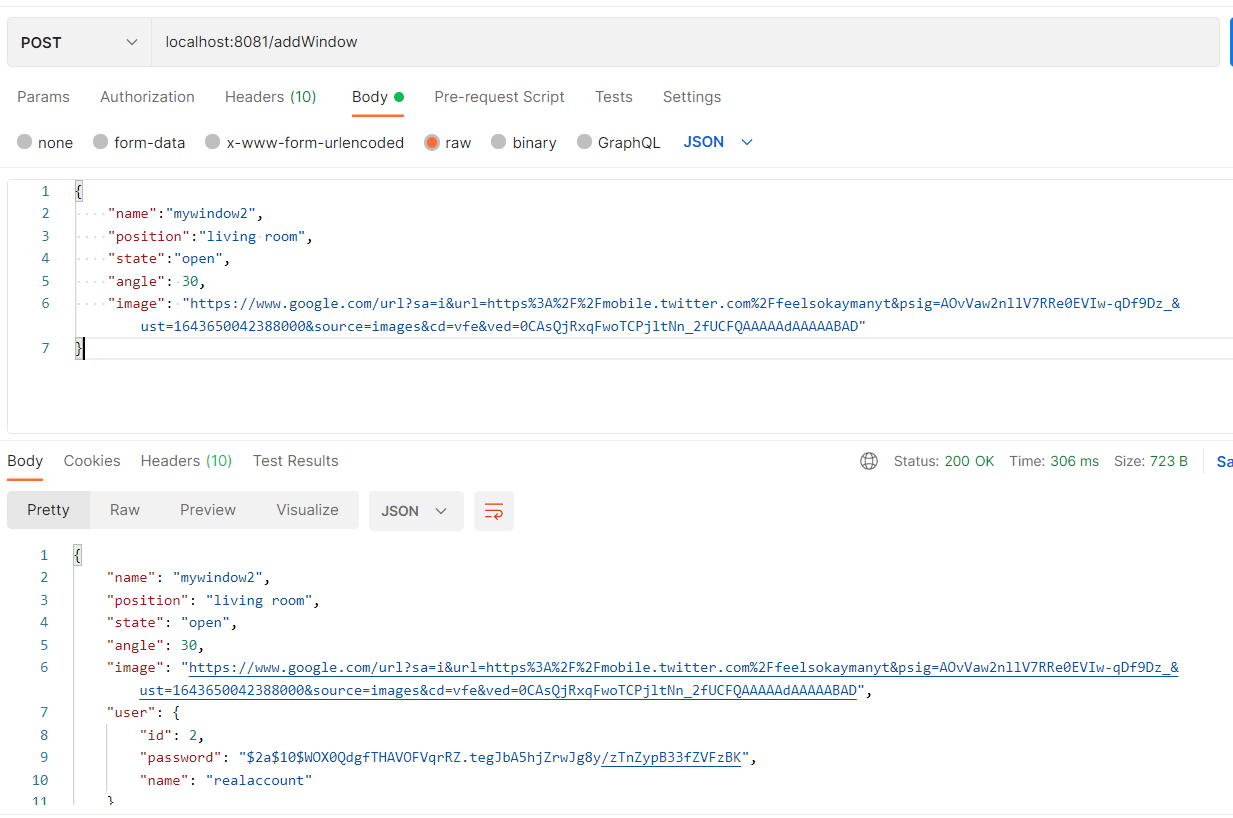 POST localhost:8081/addWindow
Params Authorization Headers (10) Body Pre-request Script Tests Settings
none form-data x-www-form-urlencoded raw binary GraphQL JSON
1 {
2 "name":"mywindow2",
3 "position":"living room",
4 "state":"open",
5 "angle": 30,
6 "image": "https://www.google.com/url?sa=i&url=https%3A%2F%2Fmobile.twitter.com%2Ffeelsokaymanyt&psig=AOvVaw2nllV7RRe0EVIw-qDf9Dz_&
ust=1643650042388000&source=images&cd=vfe&ved=0CAsQjRxqFwoTCPjltNn_2fUCFQAAAAAdAAAAABAD"
7 }
Body Cookies Headers (10) Test Results Status: 200 OK Time: 306 ms Size: 723 B Sa
Pretty Raw Preview Visualize JSON
1 {
2 "name": "mywindow2",
3 "position": "living room",
4 "state": "open",
5 "angle": 30,
6 "image": "https://www.google.com/url?sa=i&url=https%3A%2F%2Fmobile.twitter.com%2Ffeelsokaymanyt&psig=AOvVaw2nllV7RRe0EVIw-qDf9Dz_&
ust=1643650042388000&source=images&cd=vfe&ved=0CAsQjRxqFwoTCPjltNn_2fUCFQAAAAAdAAAAABAD",
7 "user": {
8 "id": 2,
9 "password": "$2a$10$WOX0QdgfTHAVOFVqrRZ.tegJbA5hjZrwJg8y/zTnZypB33fZVFzBK",
10 "name": "realaccount"
11 }